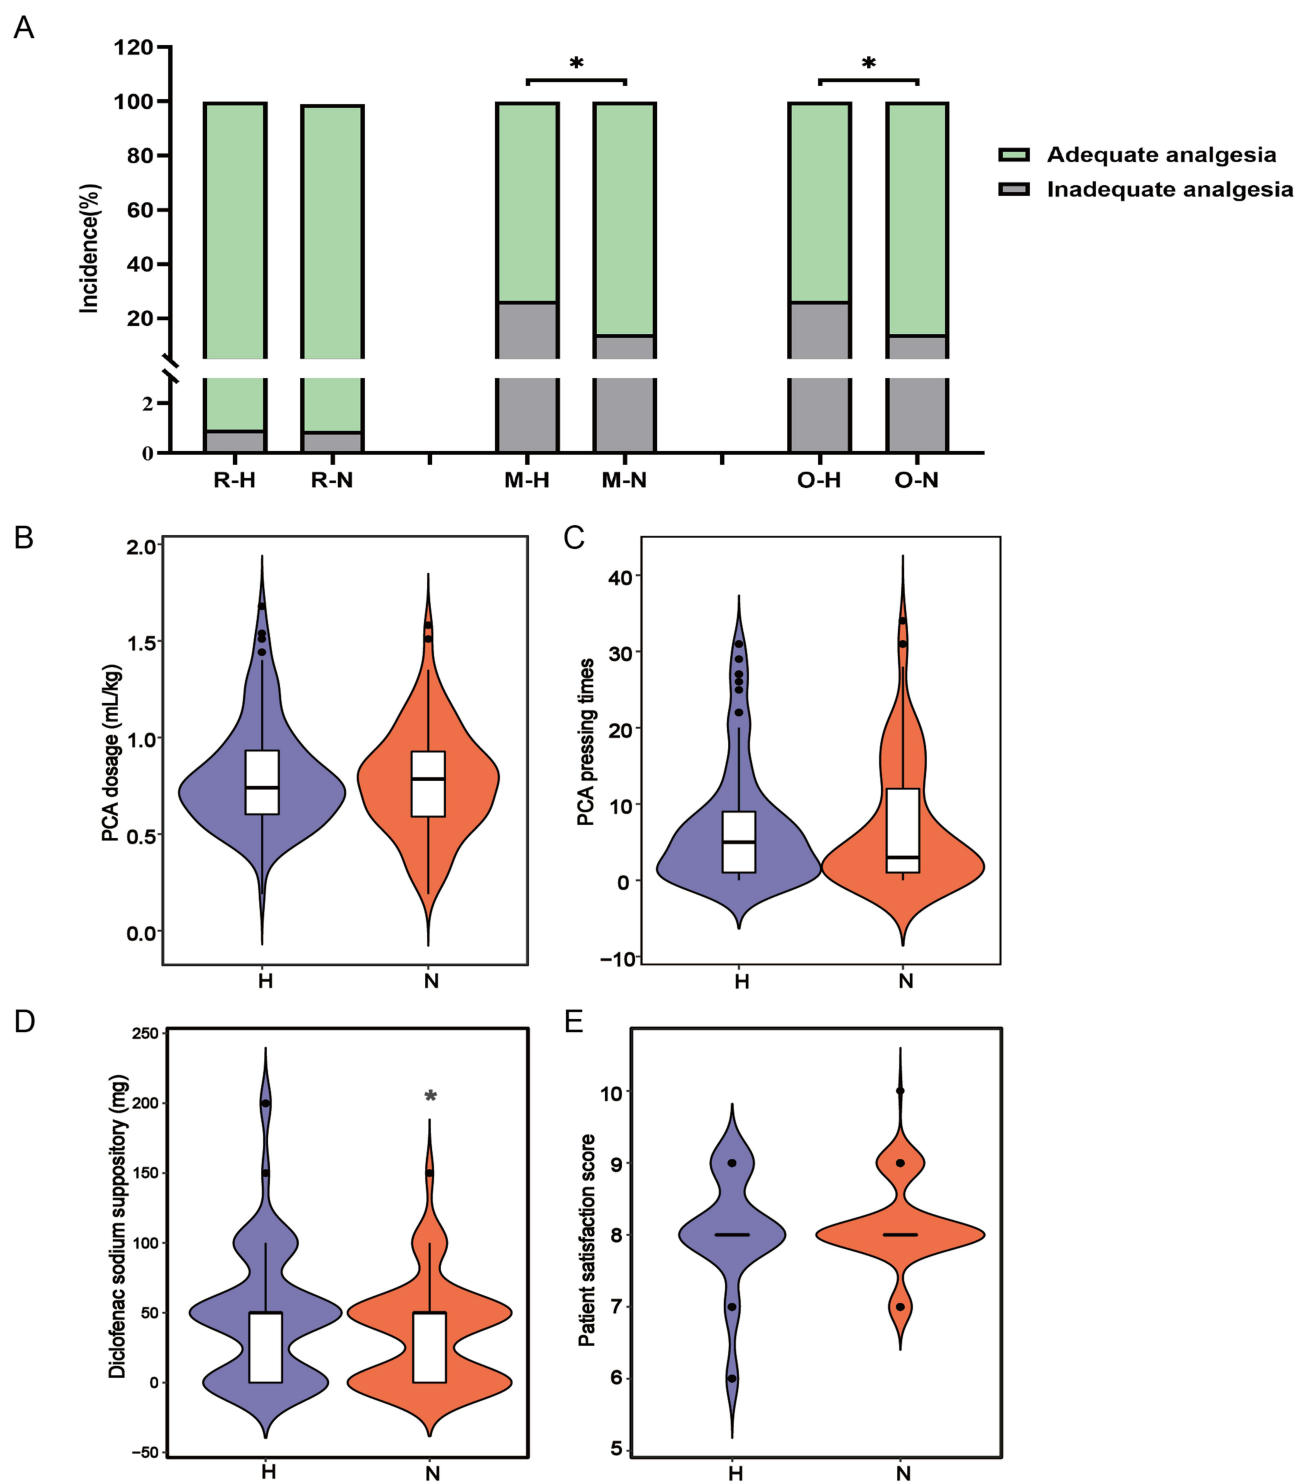 A
120
100
80
60
40
20
2
0
Incidence(%)
*
*
Adequate analgesia
Inadequate analgesia
R-H R-N M-H M-N O-H O-N
B
2.0
1.5
1.0
0.5
0.0
PCA dosage (mL/kg)
H N
C
40
30
20
10
0
−10
PCA pressing times
H N
D
250
200
150
100
50
0
−50
Diclofenac sodium suppository (mg)
*
H N
E
10
9
8
7
6
5
Patient satisfaction score
H N